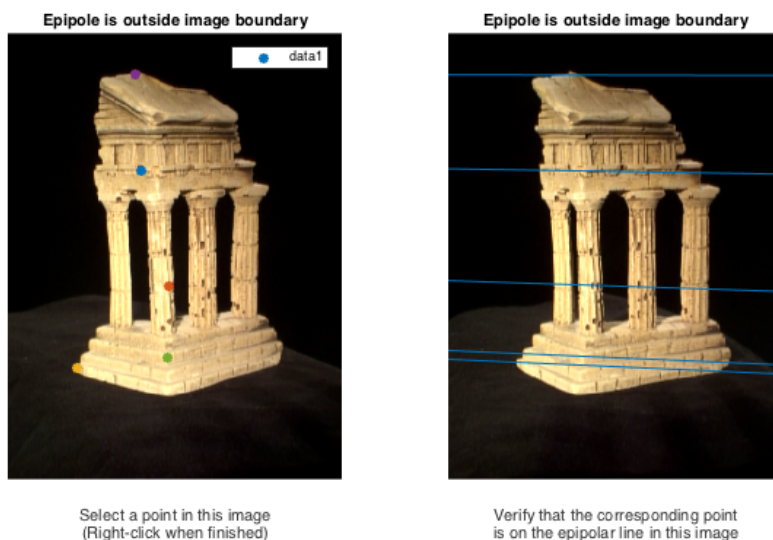 Epipole is outside image boundary
data1
Select a point in this image
(Right-click when finished)
Epipole is outside image boundary
Verify that the corresponding point
is on the epipolar line in this image